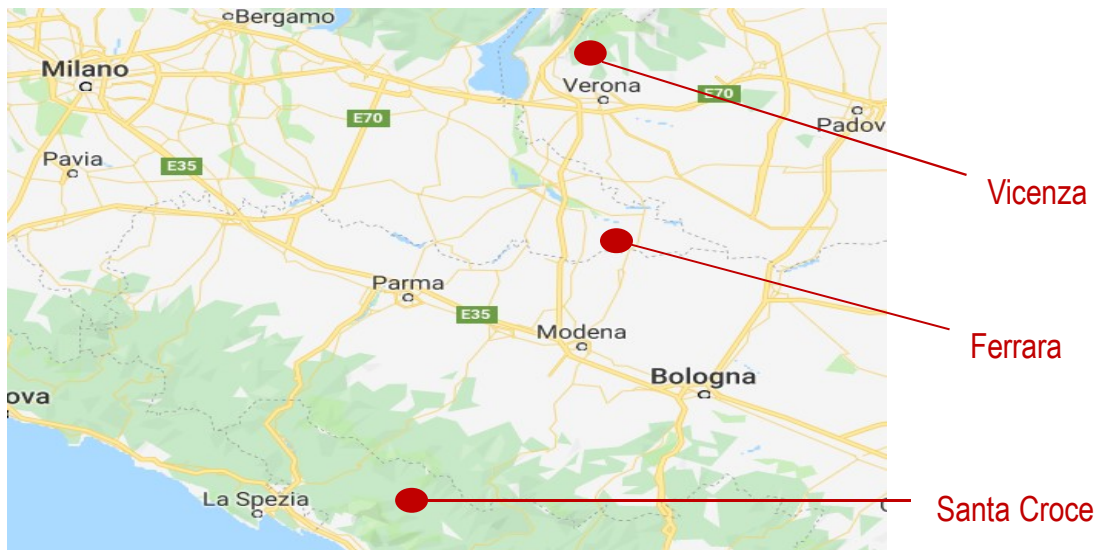 Bergamo
Milano
Verona
E70
E70
Padov
Pavia
E35
Vicenza
Parma
E35
Modena
Ferrara
Bologna
ova
La Spezia
Santa Croce